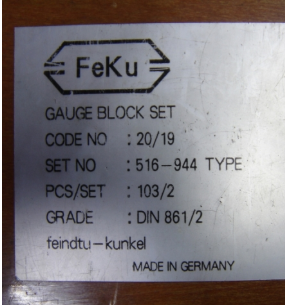 FeKu
GAUGE BLOCK SET
CODE NO : 20/19
SET NO : 516-944 TYPE
PCS/SET : 103/2
GRADE : DIN 861/2
feindtu-kunkel
MADE IN GERMANY